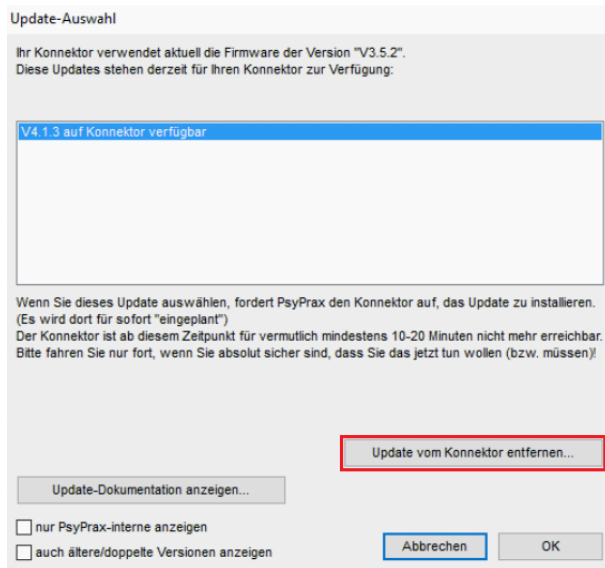 Update-Auswahl
Ihr Konnektor verwendet aktuell die Firmware der Version "V3.5.2".
Diese Updates stehen derzeit für Ihren Konnektor zur Verfügung:
V4.1.3 auf Konnektor verfügbar
Wenn Sie dieses Update auswählen, fordert PsyPrax den Konnektor auf, das Update zu installieren.
(Es wird dort für sofort "eingeplant")
Der Konnektor ist ab diesem Zeitpunkt für vermutlich mindestens 10-20 Minuten nicht mehr erreichbar.
Bitte fahren Sie nur fort, wenn Sie absolut sicher sind, dass Sie das jetzt tun wollen (bzw. müssen)!
Update vom Konnektor entfernen...
Update-Dokumentation anzeigen...
nur PsyPrax-interne anzeigen
auch ältere/doppelte Versionen anzeigen
Abbrechen
OK